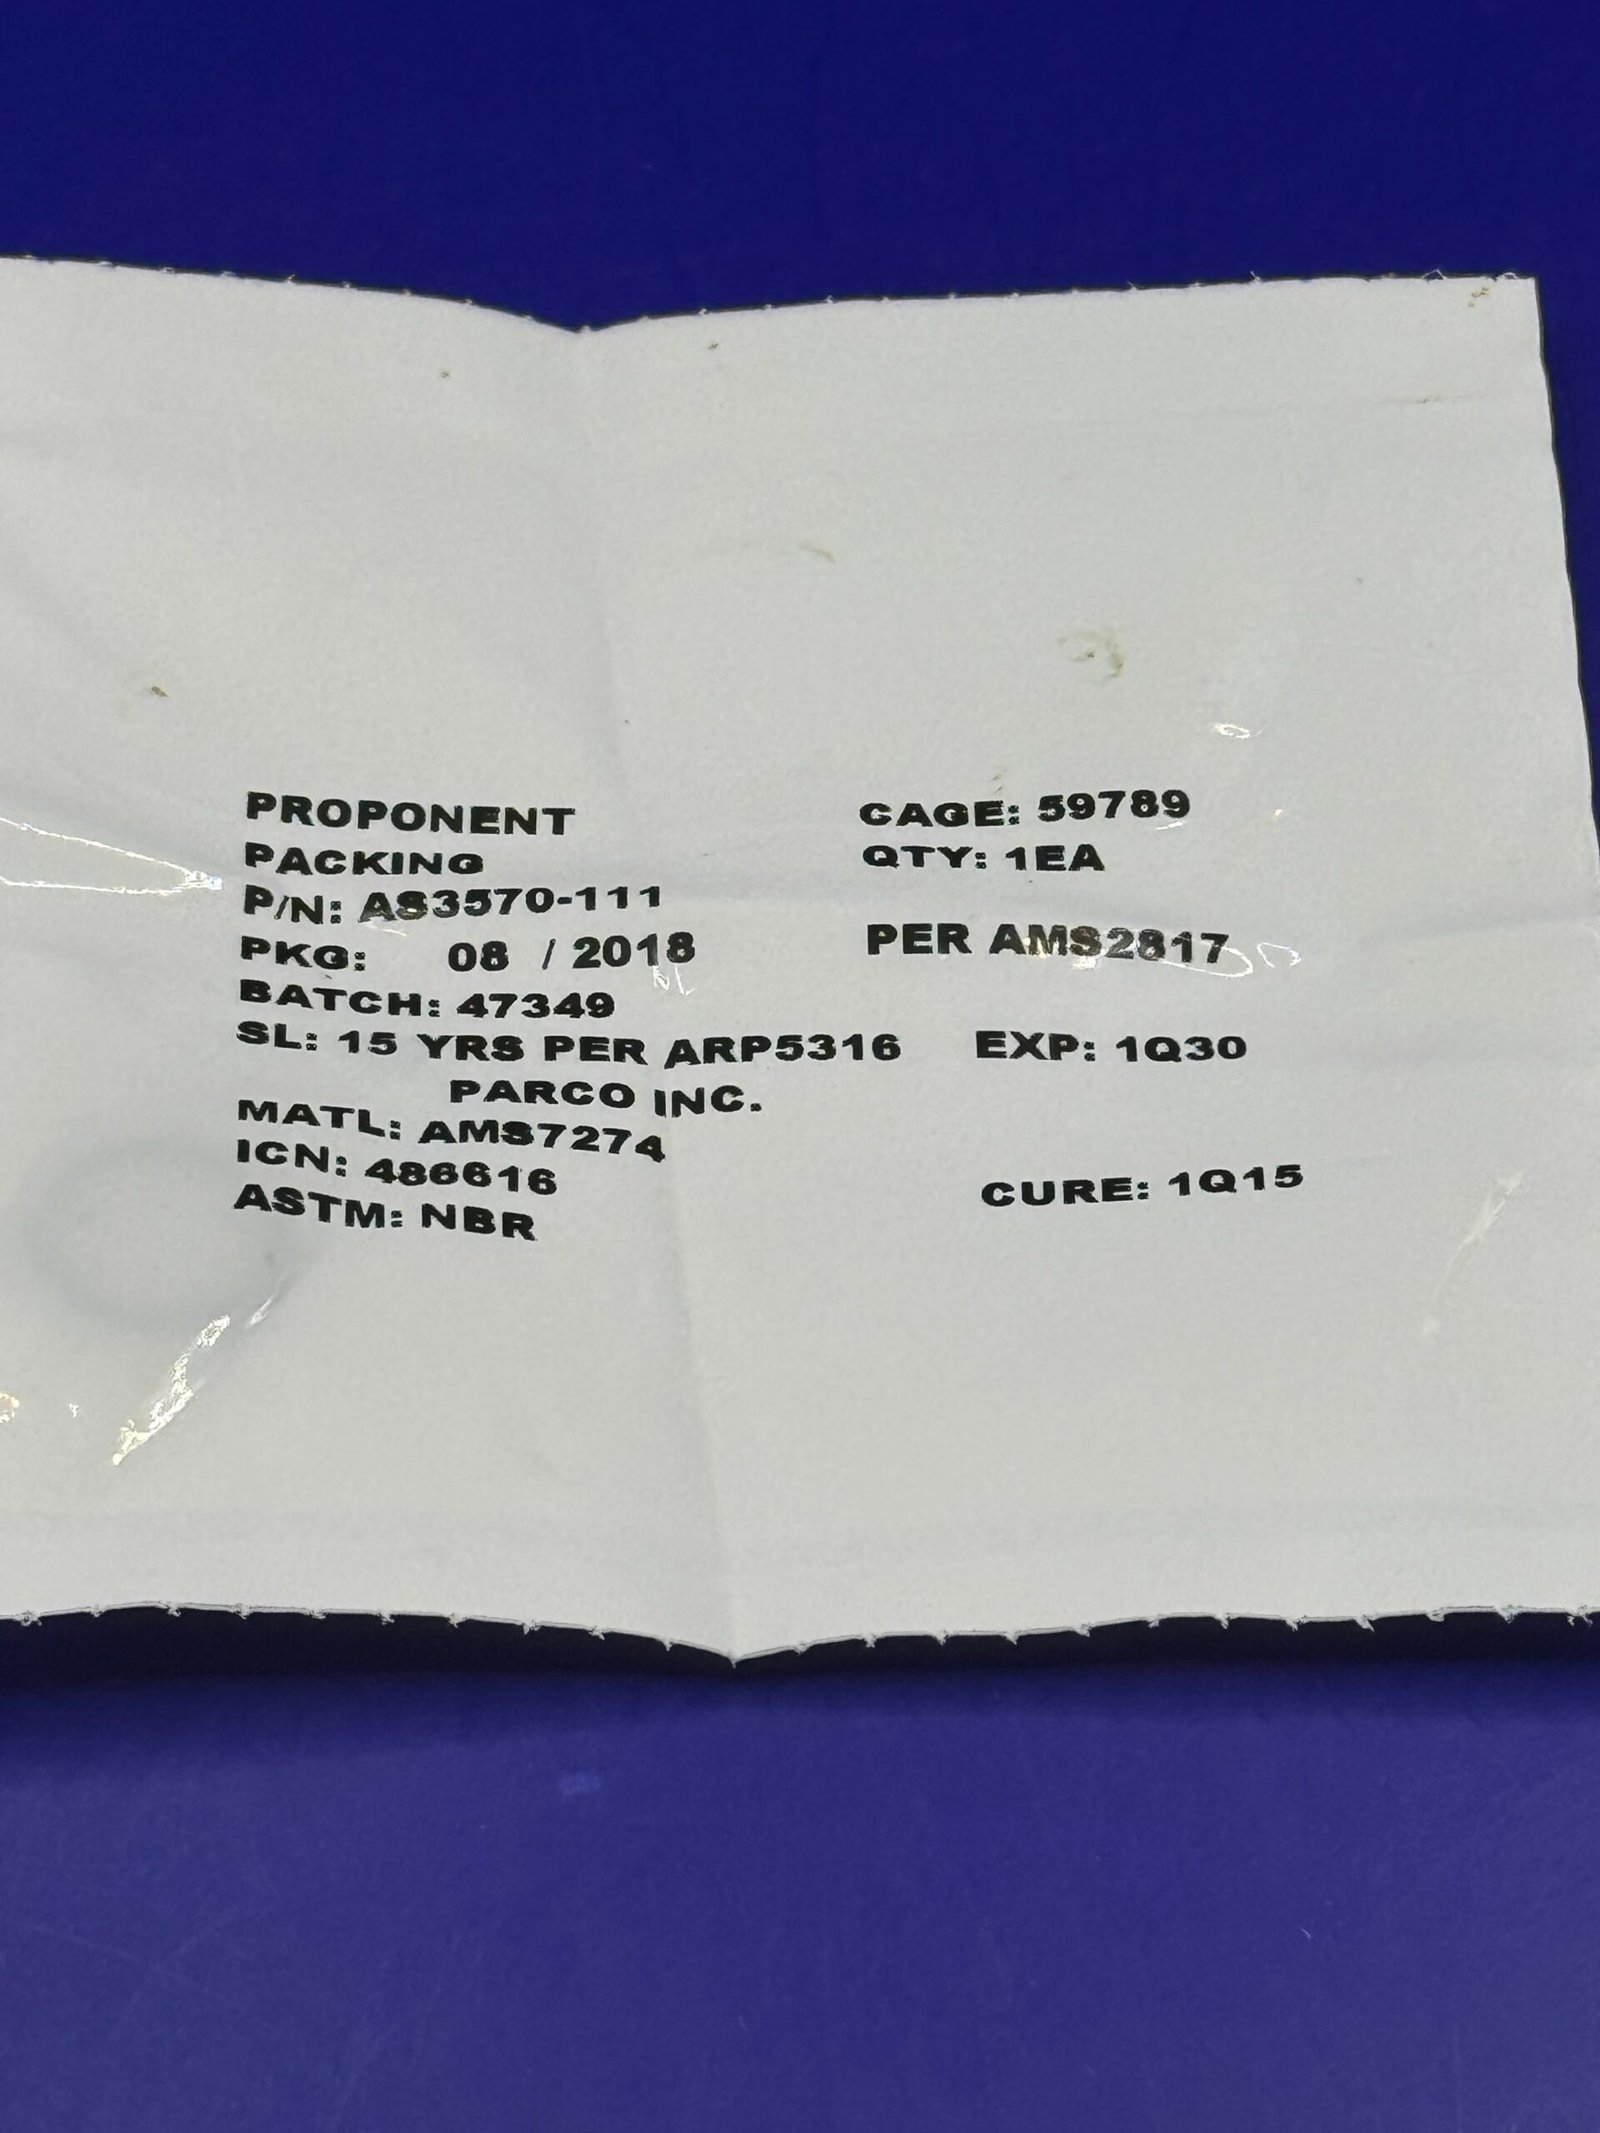 PROPONENT CAGE: 59789
PACKING QTY: 1EA
P/N: AS3570-111
PKG: 08 / 2018 PER AMS2817
BATCH: 47349
SL: 15 YRS PER ARP5316 EXP: 1Q30
PARCO INC.
MATL: AMS7274
ICN: 486616 CURE: 1Q15
ASTM: NBR